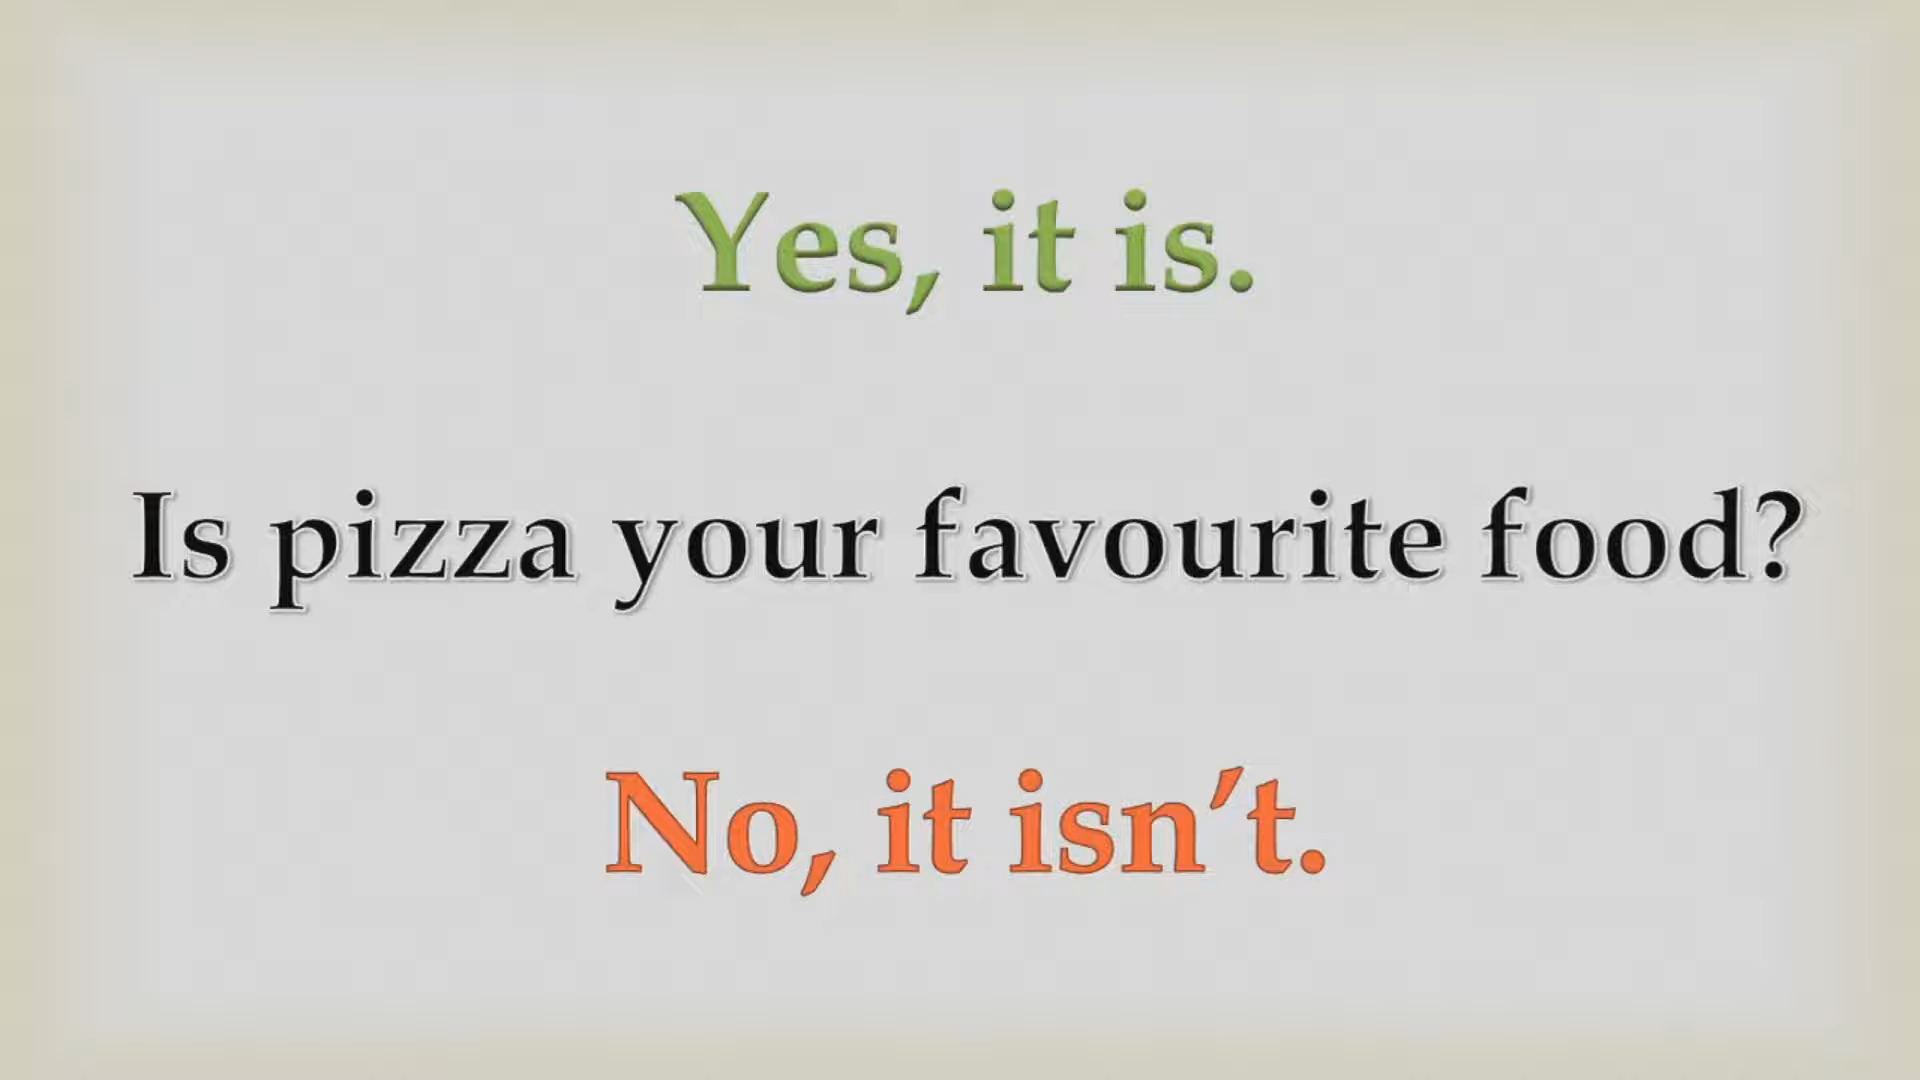 Yes, it is.
Is pizza your favourite food?
No, it isn’t.